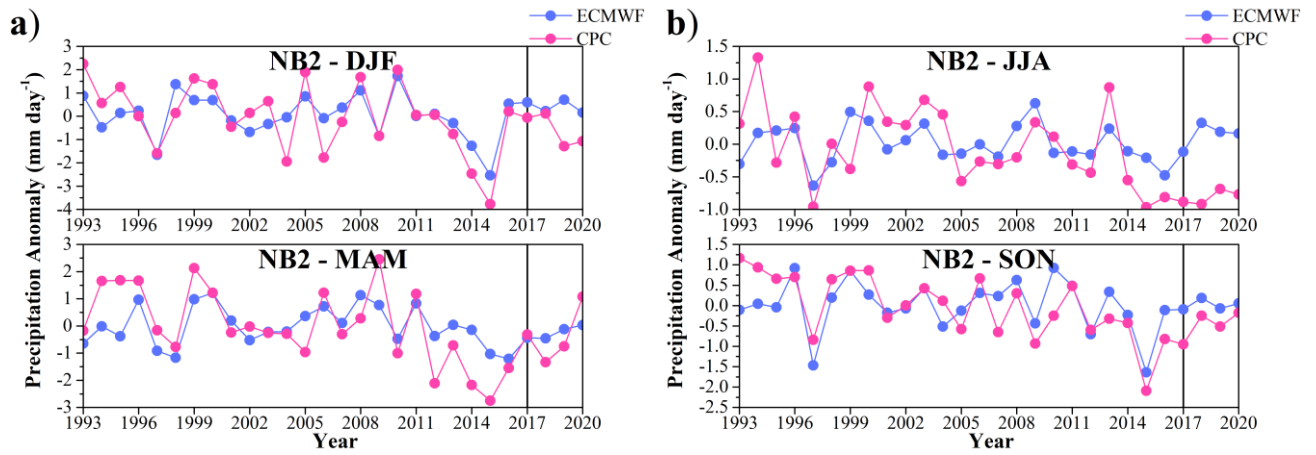 a)
ECMWF
CPC
NB2 - DJF
3
2
1
0
-1
-2
-3
-4
1993 1996 1999 2002 2005 2008 2011 2014 2017 2020
NB2 - MAM
3
2
1
0
-1
-2
-3
1993 1996 1999 2002 2005 2008 2011 2014 2017 2020
Precipitation Anomaly (mm day-1)
Year
b)
ECMWF
CPC
NB2 - JJA
1.5
1.0
0.5
0.0
-0.5
-1.0
1993 1996 1999 2002 2005 2008 2011 2014 2017 2020
NB2 - SON
1.5
1.0
0.5
0.0
-0.5
-1.0
-1.5
-2.0
-2.5
1993 1996 1999 2002 2005 2008 2011 2014 2017 2020
Precipitation Anomaly (mm day-1)
Year